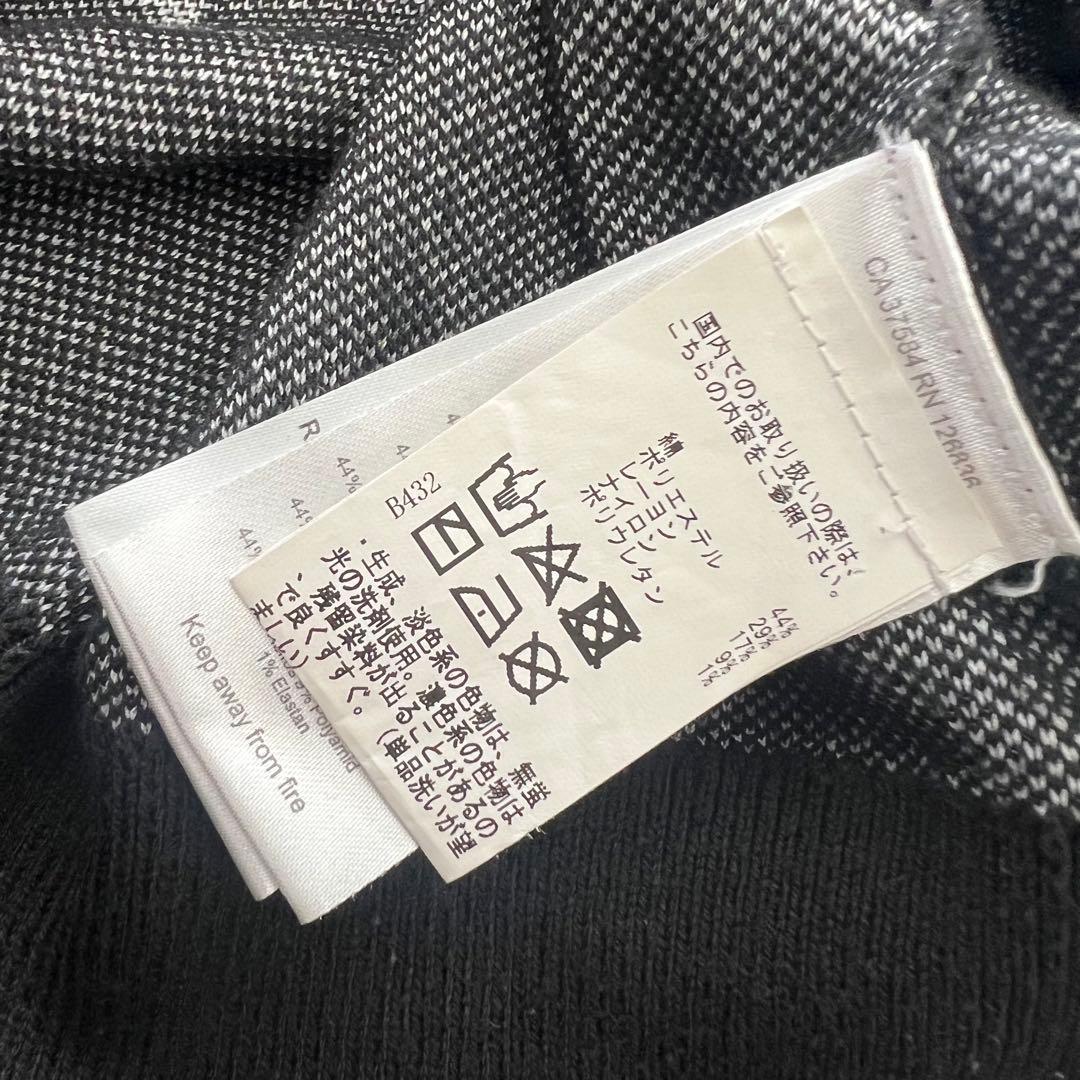 CA 37584 RN 126836
国内でのお取り扱いの際は、
こちらの内容をご参照下さい。
綿 44%
ポリエステル 29%
レーヨン 17%
ナイロン 9%
ポリウレタン 1%
B432
・生成、淡色系の色物は、無蛍
光の洗剤使用。濃色系の色物は
、残留染料が出ることがあるの
で良くすすぐ。(単品洗いが望
ましい)
R
44%
44%
44%
9% Polyamid
1% Elastan
Keep away from fire